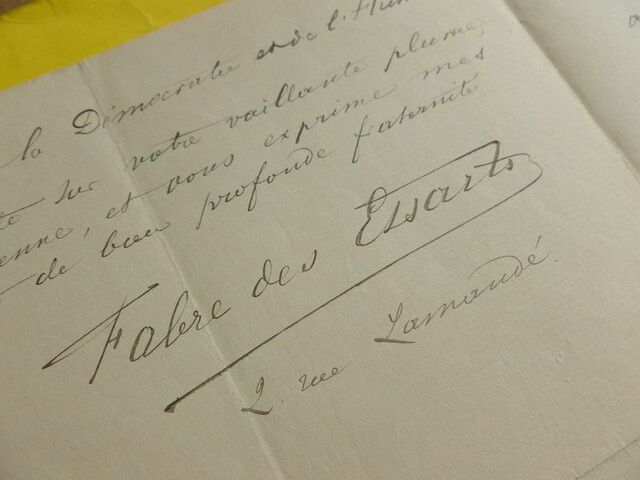 la Démocratie et de l'Hum
sur votre vaillante plume,
enne, et vous exprime mes
de bien profonde fraternité
Fabre des Essarts
2. rue Lamandé.